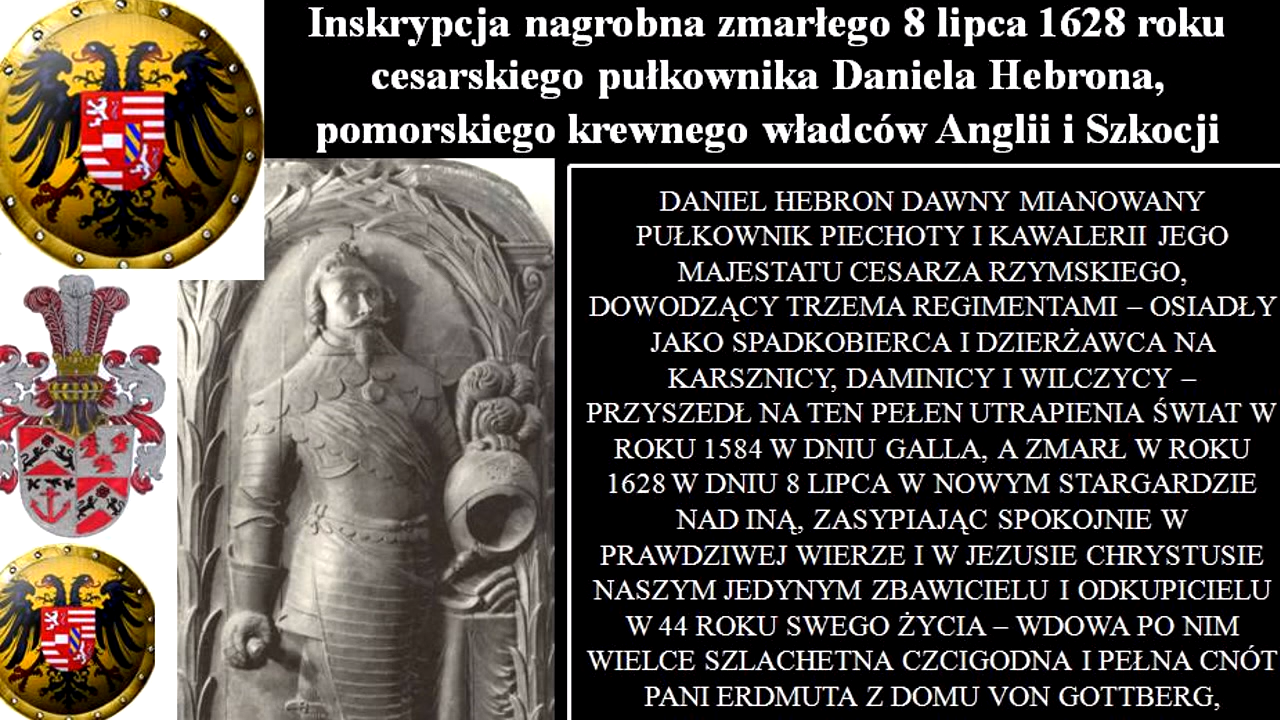 Inskrypcja nagrobna zmarłego 8 lipca 1628 roku
cesarskiego pułkownika Daniela Hebrona,
pomorskiego krewnego władców Anglii i Szkocji
DANIEL HEBRON DAWNY MIANOWANY
PUŁKOWNIK PIECHOTY I KAWALERII JEGO
MAJESTATU CESARZA RZYMSKIEGO,
DOWODZĄCY TRZEMA REGIMENTAMI – OSIADŁY
JAKO SPADKOBIERCA I DZIERŻAWCA NA
KARSZNICY, DAMINICY I WILCZYCY –
PRZYSZEDŁ NA TEN PEŁEN UTRAPIENIA ŚWIAT W
ROKU 1584 W DNIU GALLA, A ZMARŁ W ROKU
1628 W DNIU 8 LIPCA W NOWYM STARGARDZIE
NAD INĄ, ZASYPIAJĄC SPOKOJNIE W
PRAWDZIWEJ WIERZE I W JEZUSIE CHRYSTUSIE
NASZYM JEDYNYM ZBAWICIELU I ODKUPICIELU
W 44 ROKU SWEGO ŻYCIA – WDOWA PO NIM
WIELCE SZLACHETNA CZCIGODNA I PEŁNA CNÓT
PANI ERDMUTA Z DOMU VON GOTTBERG,